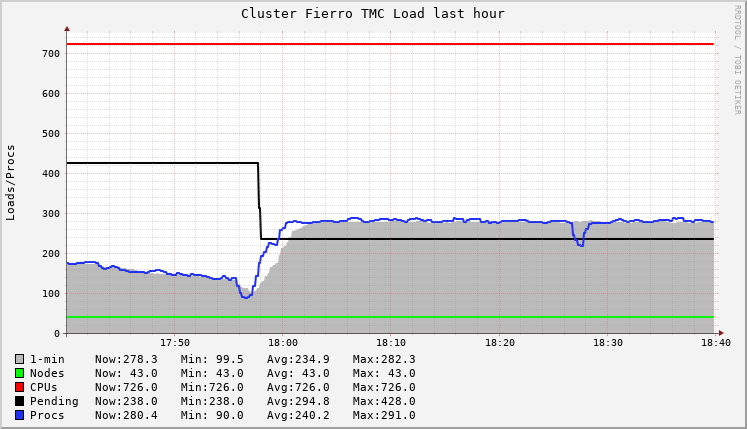 Cluster Fierro TMC Load last hour
RRDTOOL / TOBI OETIKER
Loads/Procs
700
600
500
400
300
200
100
0
17:50 18:00 18:10 18:20 18:30 18:40
1-min Now:278.3 Min: 99.5 Avg:234.9 Max:282.3
Nodes Now: 43.0 Min: 43.0 Avg: 43.0 Max: 43.0
CPUs Now:726.0 Min:726.0 Avg:726.0 Max:726.0
Pending Now:238.0 Min:238.0 Avg:294.8 Max:428.0
Procs Now:280.4 Min: 90.0 Avg:240.2 Max:291.0